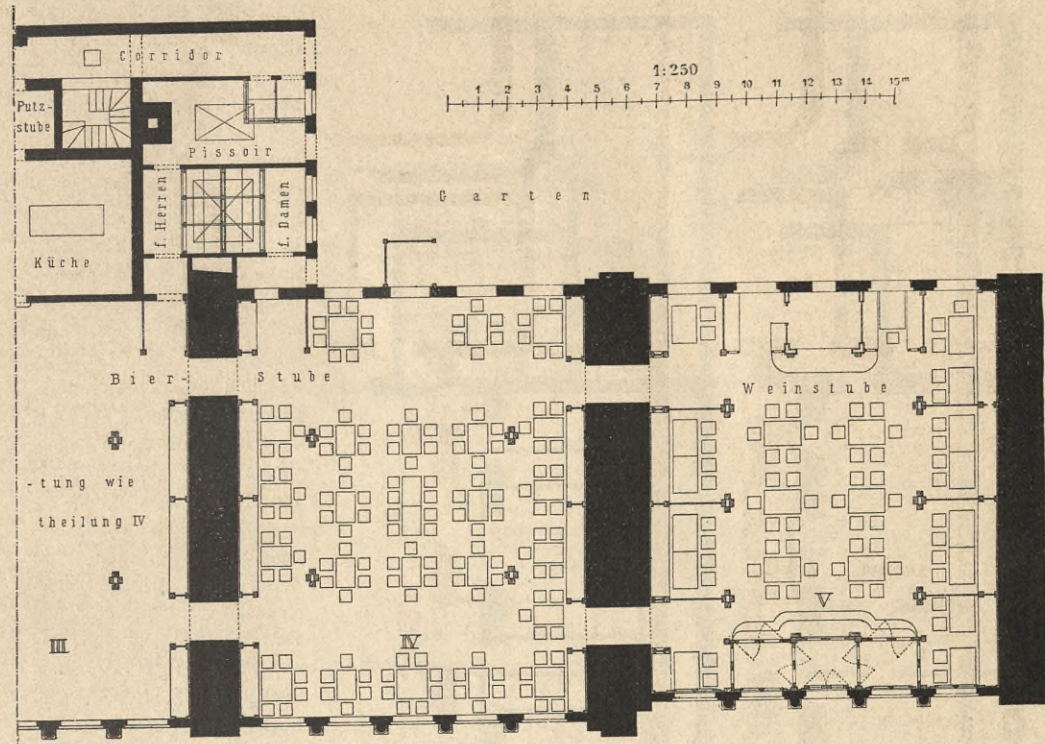 Corridor
1:250
1 2 3 4 5 6 7 8 9 10 11 12 13 14 15 m
Putz-
stube
Pissoir
f. Herren
f. Damen
Garten
Küche
Bier- Stube
Weinstube
-tung wie
theilung IV
III
IV
V